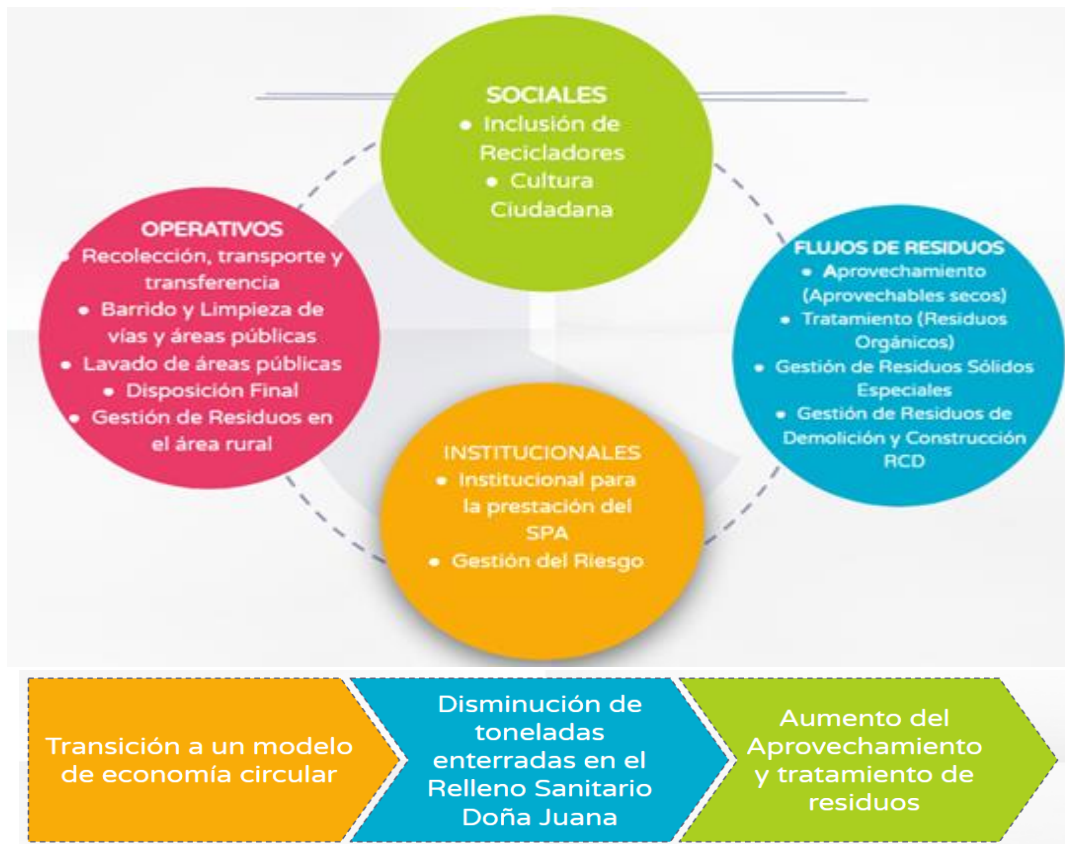 SOCIALES
● Inclusión de
Recicladores
● Cultura
Ciudadana
OPERATIVOS
● Recolección, transporte y
transferencia
● Barrido y Limpieza de
vías y áreas públicas
● Lavado de áreas públicas
● Disposición Final
● Gestión de Residuos en
el área rural
FLUJOS DE RESIDUOS
● Aprovechamiento
(Aprovechables secos)
● Tratamiento (Residuos
Orgánicos)
● Gestión de Residuos Sólidos
Especiales
● Gestión de Residuos de
Demolición y Construcción
RCD
INSTITUCIONALES
● Institucional para
la prestación del
SPA
● Gestión del Riesgo
Transición a un modelo
de economía circular
Disminución de
toneladas
enterradas en el
Relleno Sanitario
Doña Juana
Aumento del
Aprovechamiento
y tratamiento de
residuos